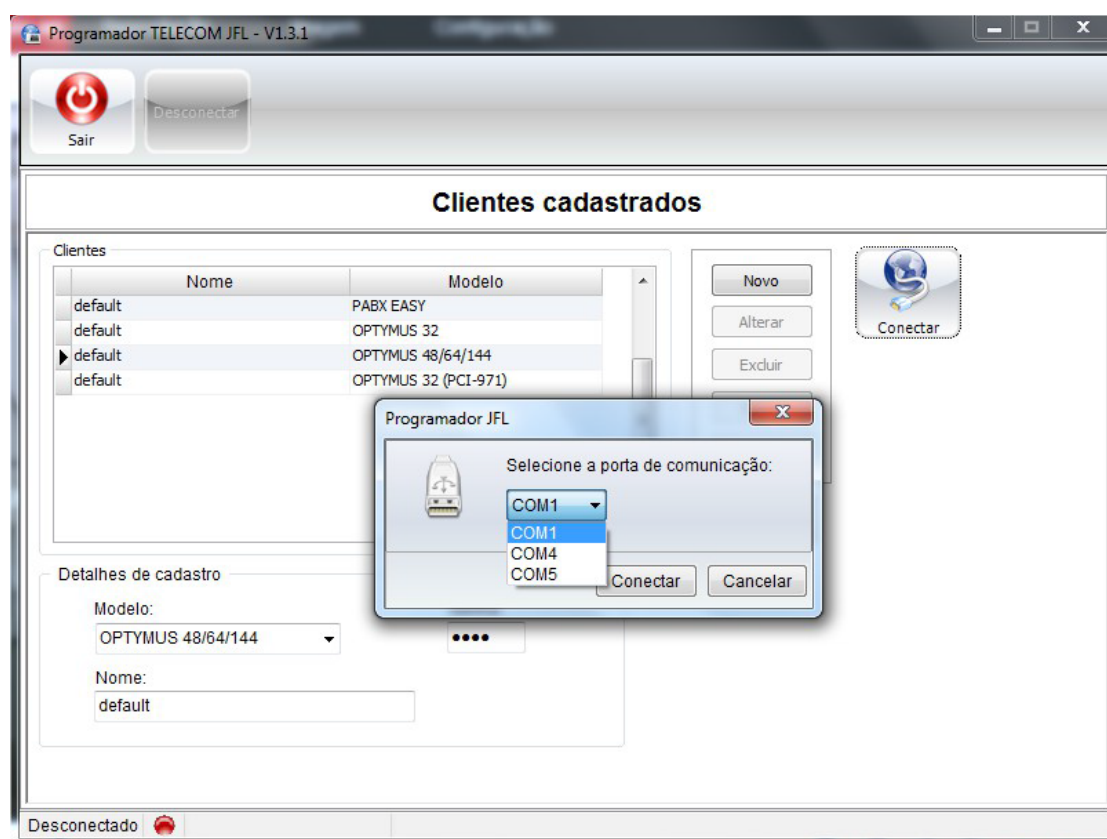 Programador TELECOM JFL - V1.3.1
Configuração
Sair
Desconectar
Clientes cadastrados
Clientes
Nome Modelo
default PABX EASY
default OPTYMUS 32
default OPTYMUS 48/64/144
default OPTYMUS 32 (PCI-971)
Novo
Alterar
Excluir
Conectar
Programador JFL
Selecione a porta de comunicação:
COM1
COM1
COM4
COM5
Conectar
Cancelar
Detalhes de cadastro
Modelo:
OPTYMUS 48/64/144
••••
Nome:
default
Desconectado